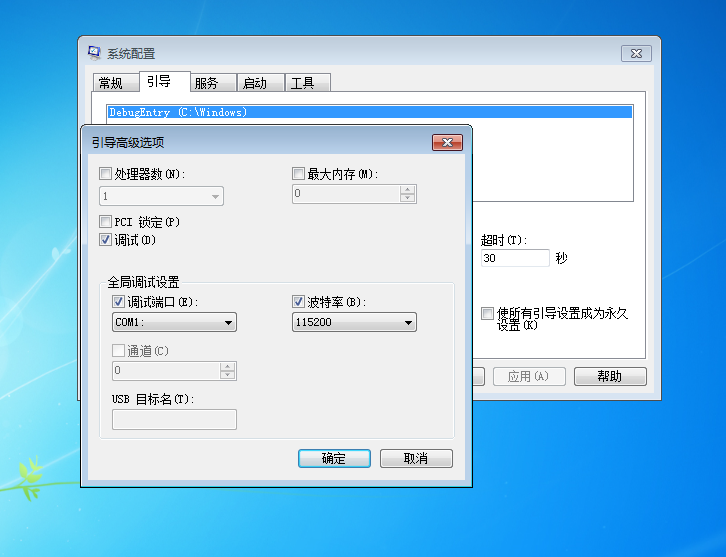 系统配置
常规 引导 服务 启动 工具
DebugEntry (C:\Windows)
引导高级选项
处理器数(N):
最大内存(M):
1
0
PCI 锁定(P)
调试(D)
超时(T):
30 秒
全局调试设置
调试端口(E):
波特率(B):
COM1:
115200
使所有引导设置成为永久
设置(K)
通道(C)
0
应用(A)
帮助
USB 目标名(T):
确定
取消